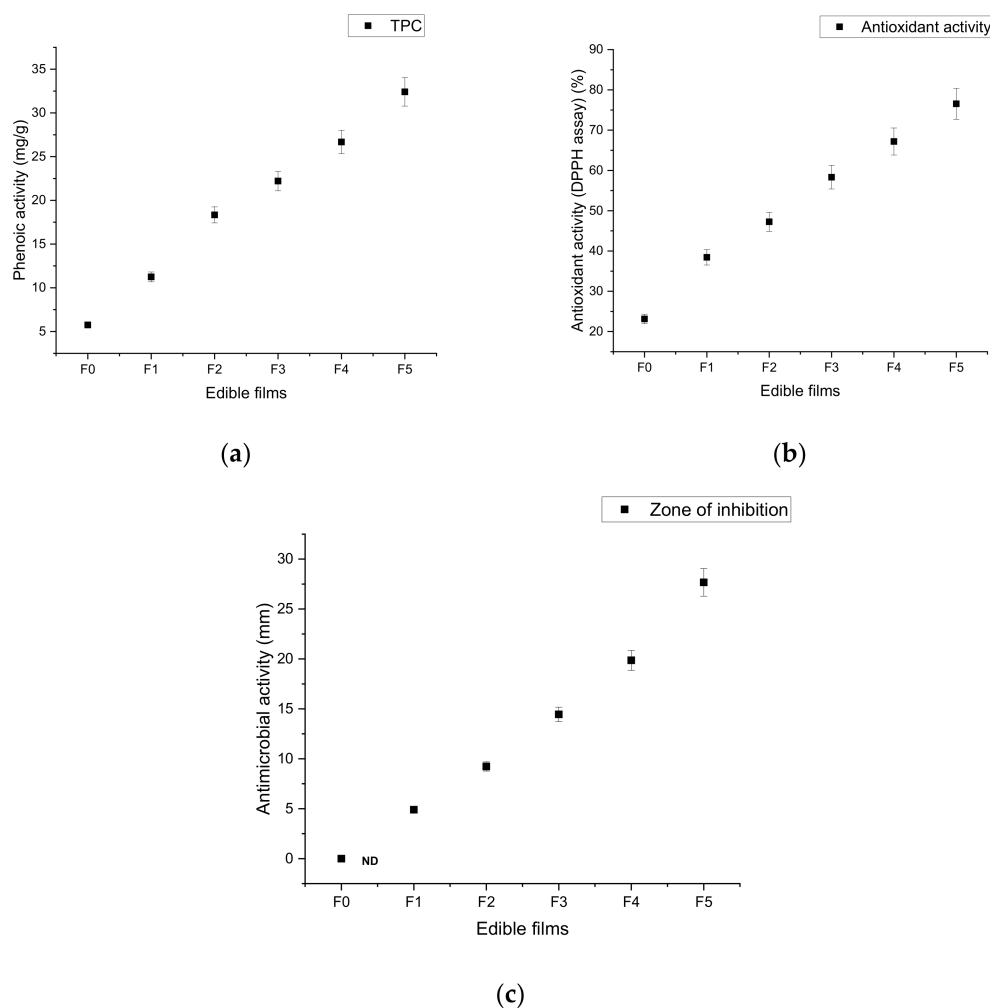 TPC
Phenoic activity (mg/g)
35
30
25
20
15
10
5
F0 F1 F2 F3 F4 F5
Edible films
(a)
Antioxidant activity
Antioxidant activity (DPPH assay) (%)
90
80
70
60
50
40
30
20
F0 F1 F2 F3 F4 F5
Edible films
(b)
Zone of inhibition
Antimicrobial activity (mm)
30
25
20
15
10
5
0
ND
F0 F1 F2 F3 F4 F5
Edible films
(c)